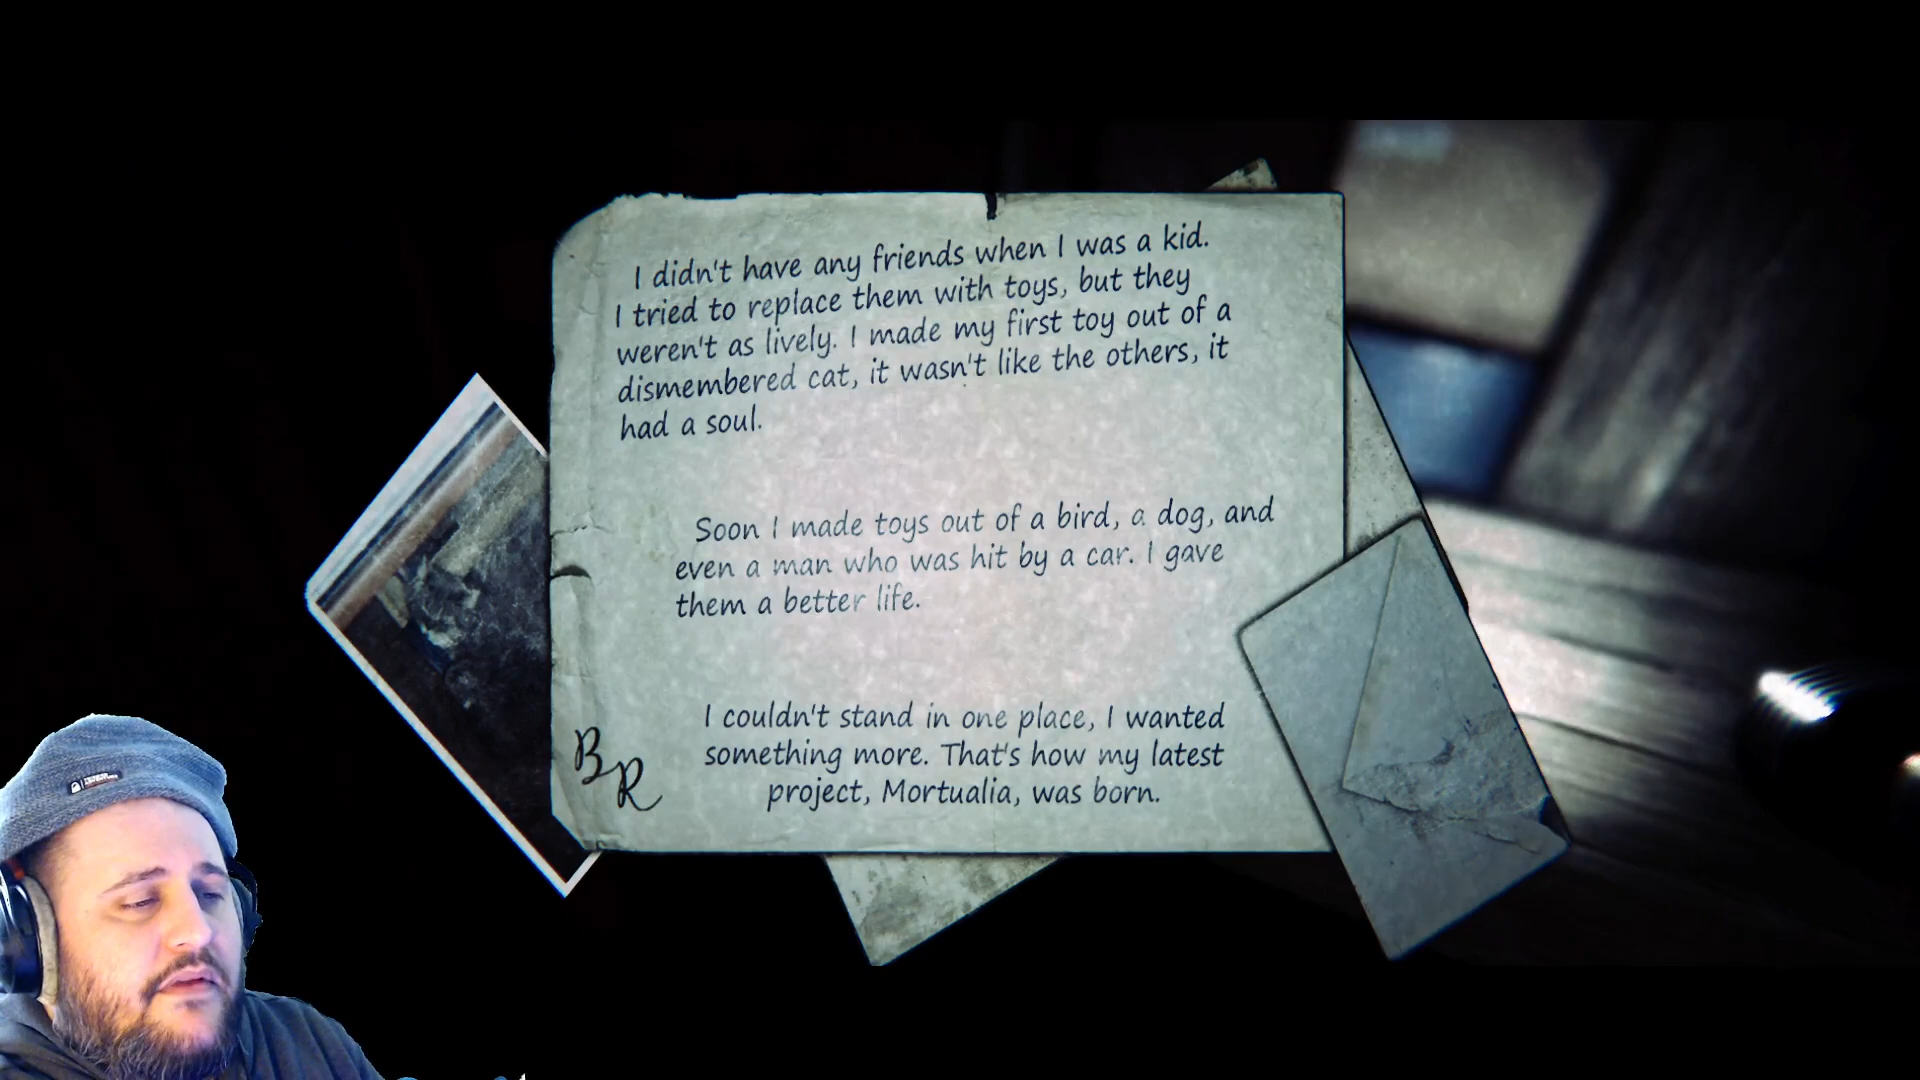 I didn't have any friends when I was a kid.
I tried to replace them with toys, but they
weren't as lively. I made my first toy out of a
dismembered cat, it wasn't like the others, it
had a soul.
Soon I made toys out of a bird, a dog, and
even a man who was hit by a car. I gave
them a better life.
I couldn't stand in one place, I wanted
something more. That's how my latest
project, Mortualia, was born.
BR